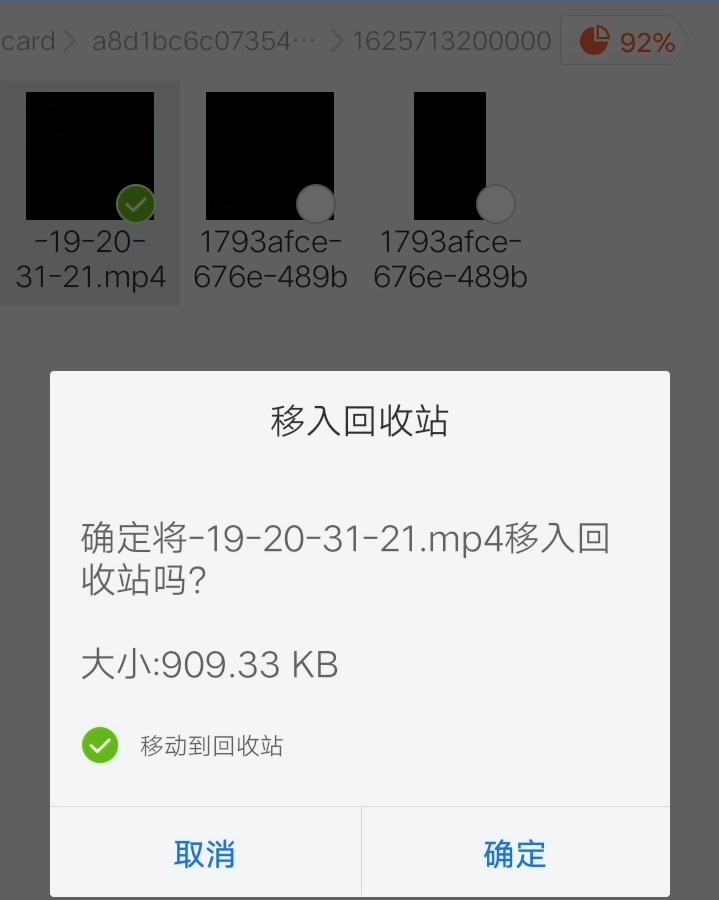 card
a8d1bc6c07354…
1625713200000
92%
-19-20-
31-21.mp4
1793afce-
676e-489b
1793afce-
676e-489b
移入回收站
确定将-19-20-31-21.mp4移入回
收站吗?
大小:909.33 KB
移动到回收站
取消
确定